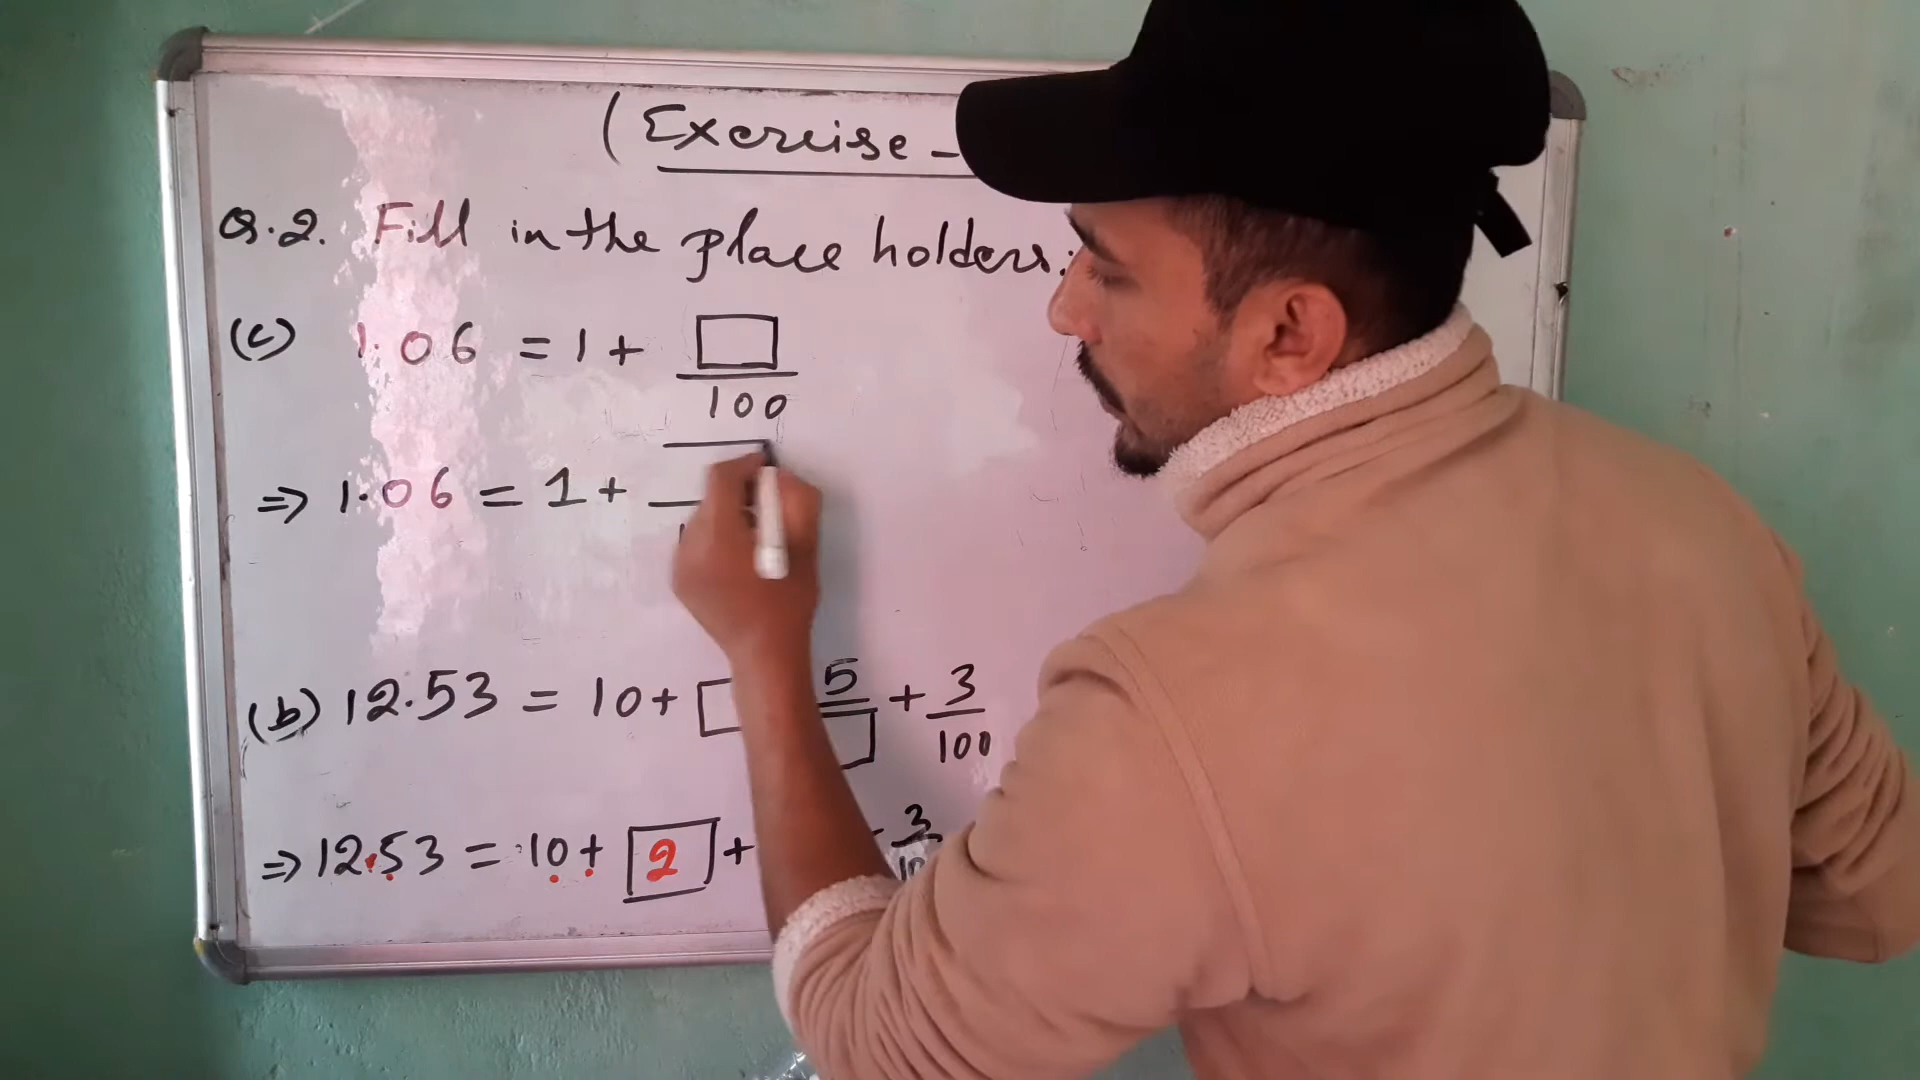 (Exercise -
Q.2. Fill in the place holders:
(c) 1.06 = 1 + □/100
⇒ 1.06 = 1 +
(b) 12.53 = 10 + □ 5/□ + 3/100
⇒ 12.53 = 10 + 2 + 3